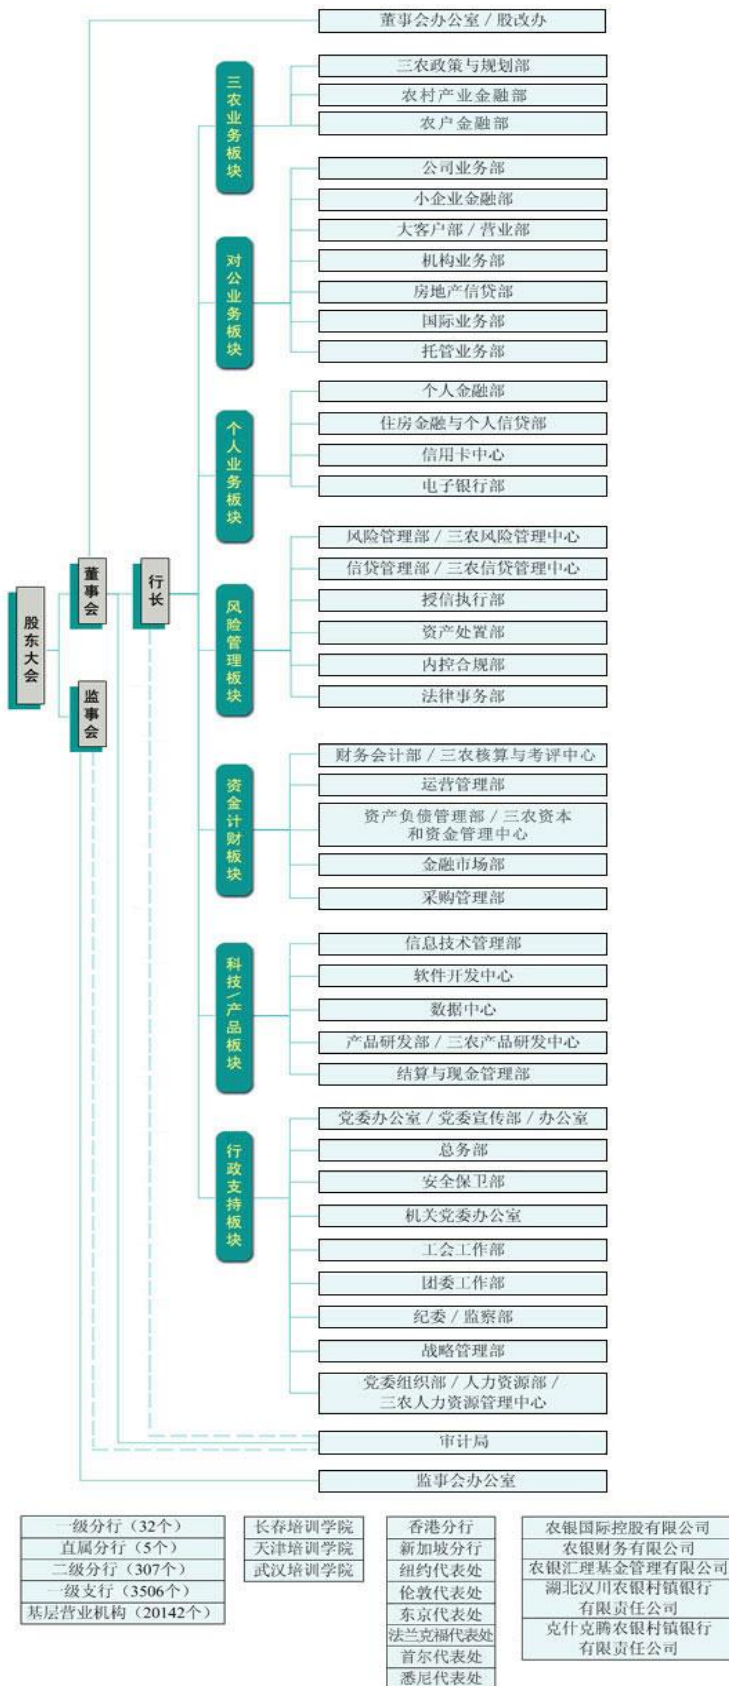 董事会办公室 / 股改办
三农业务板块
三农政策与规划部
农村产业金融部
农户金融部
对公业务板块
公司业务部
小企业金融部
大客户部 / 营业部
机构业务部
房地产信贷部
国际业务部
托管业务部
个人业务板块
个人金融部
住房金融与个人信贷部
信用卡中心
电子银行部
股东大会
董事会
监事会
行长
风险管理板块
风险管理部 / 三农风险管理中心
信贷管理部 / 三农信贷管理中心
授信执行部
资产处置部
内控合规部
法律事务部
资金计财板块
财务会计部 / 三农核算与考评中心
运营管理部
资产负债管理部 / 三农资本
和资金管理中心
金融市场部
采购管理部
科技/产品板块
信息技术管理部
软件开发中心
数据中心
产品研发部 / 三农产品研发中心
结算与现金管理部
行政支持板块
党委办公室 / 党委宣传部 / 办公室
总务部
安全保卫部
机关党委办公室
工会工作部
团委工作部
纪委 / 监察部
战略管理部
党委组织部 / 人力资源部 /
三农人力资源管理中心
审计局
监事会办公室
一级分行（32个）
直属分行（5个）
二级分行（307个）
一级支行（3506个）
基层营业机构（20142个）
长春培训学院
天津培训学院
武汉培训学院
香港分行
新加坡分行
纽约代表处
伦敦代表处
东京代表处
法兰克福代表处
首尔代表处
悉尼代表处
农银国际控股有限公司
农银财务有限公司
农银汇理基金管理有限公司
湖北汉川农银村镇银行
有限责任公司
克什克腾农银村镇银行
有限责任公司